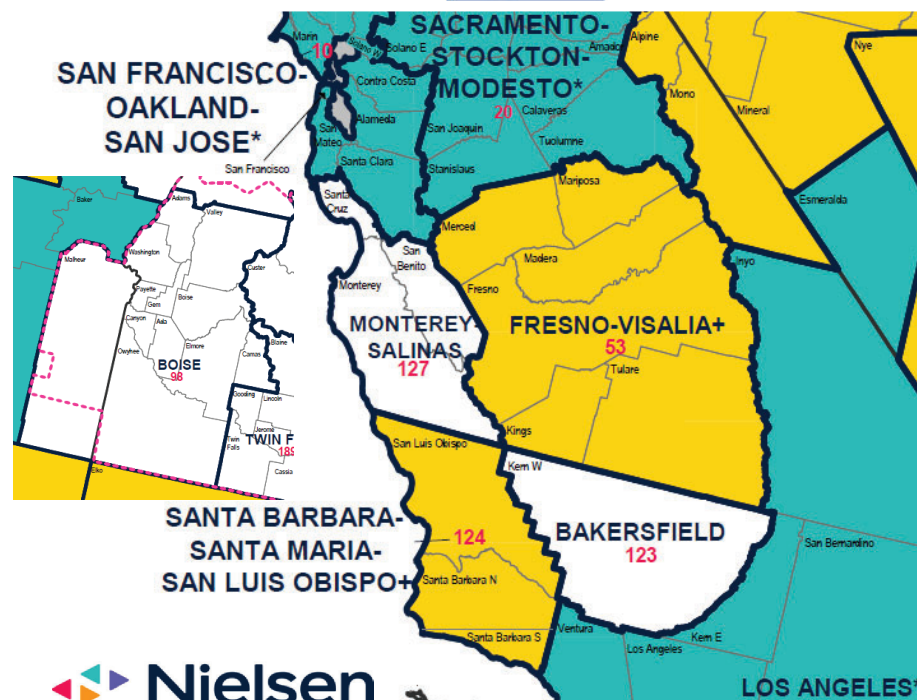 SACRAMENTO-
STOCKTON-
MODESTO*
20
Marin
10
Solano W
Solano E
Amador
Alpine
Nye
Mono
Mineral
SAN FRANCISCO-
OAKLAND-
SAN JOSE*
Contra Costa
Alameda
San Mateo
San Joaquin
Calaveras
Tuolumne
San Francisco
Santa Clara
Stanislaus
Mariposa
Esmeralda
Santa Cruz
Merced
Inyo
San Benito
Madera
Monterey
Fresno
MONTEREY-
SALINAS
127
FRESNO-VISALIA+
53
Tulare
Kings
Baker
Adams
Valley
Washington
Malheur
Custer
Payette
Gem
Boise
Canyon
Ada
Elmore
Owyhee
Camas
Blaine
BOISE
98
Gooding
Lincoln
Jerome
TWIN F
189
Twin Falls
Cassia
Elko
San Luis Obispo
Kern W
SANTA BARBARA-
SANTA MARIA-
SAN LUIS OBISPO+
124
BAKERSFIELD
123
San Bernardino
Santa Barbara N
Santa Barbara S
Ventura
Los Angeles
Kern E
LOS ANGELES*
Nielsen